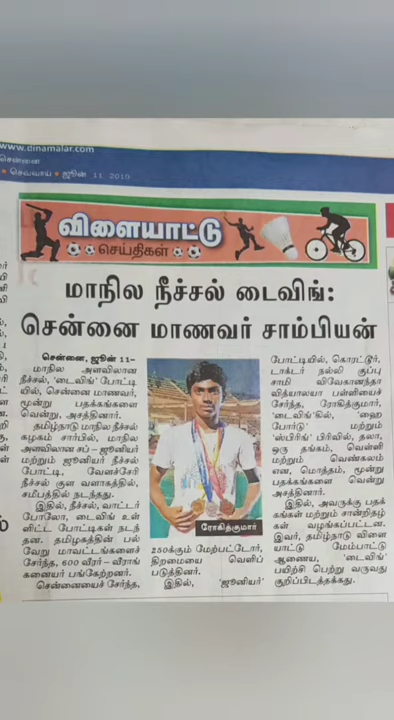 www.dinamalar.com
சென்னை
செவ்வாய் ● ஜூன் 11 2019
விளையாட்டு
செய்திகள்
மாநில நீச்சல் டைவிங்:
சென்னை மாணவர் சாம்பியன்
சென்னை, ஜூன் 11–
மாநில அளவிலான
நீச்சல், 'டைவிங்' போட்டி
யில், சென்னை மாணவர்,
மூன்று பதக்கங்களை
வென்று, அசத்தினார்.
தமிழ்நாடு மாநில நீச்சல்
கழகம் சார்பில், மாநில
அளவிலான சப் – ஜூனியர்
மற்றும் ஜூனியர் நீச்சல்
போட்டி, வேளச்சேரி
நீச்சல் குள வளாகத்தில்,
சமீபத்தில் நடந்தது.
இதில், நீச்சல், வாட்டர்
போலோ, டைவிங் உள்
ளிட்ட போட்டிகள் நடந்
தன. தமிழகத்தின் பல்
வேறு மாவட்டங்களைச்
சேர்ந்த, 600 வீரர் – வீராங்
கனையர் பங்கேற்றனர்.
சென்னையைச் சேர்ந்த,
ரோகித்குமார்
250க்கும் மேற்பட்டோர்,
திறமையை வெளிப்
படுத்தினர்.
இதில், 'ஜூனியர்'
போட்டியில், கொரட்டூர்,
டாக்டர் நல்லி குப்பு
சாமி விவேகானந்தா
வித்யாலயா பள்ளியைச்
சேர்ந்த, ரோகித்குமார்,
'டைவிங்'கில், 'ஹை
போர்டு' மற்றும்
'ஸ்பிரிங்' பிரிவில், தலா,
ஒரு தங்கம், வெள்ளி
மற்றும் வெண்கலம்
என, மொத்தம், மூன்று
பதக்கங்களை வென்று
அசத்தினார்.
இதில், அவருக்கு பதக்
கங்கள் மற்றும் சான்றிதழ்
கள் வழங்கப்பட்டன.
இவர், தமிழ்நாடு விளை
யாட்டு மேம்பாட்டு
ஆணைய, 'டைவிங்'
பயிற்சி பெற்று வருவது
குறிப்பிடத்தக்கது.